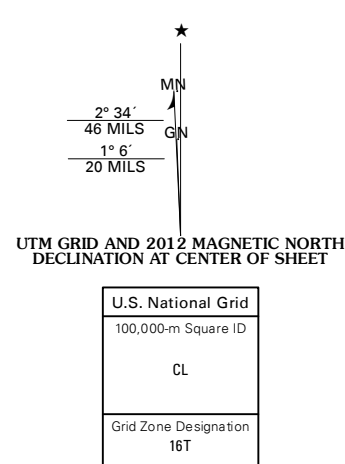 ★
MN
2° 34´
46 MILS
GN
1° 6´
20 MILS
UTM GRID AND 2012 MAGNETIC NORTH
DECLINATION AT CENTER OF SHEET
U.S. National Grid
100,000-m Square ID
CL
Grid Zone Designation
16T